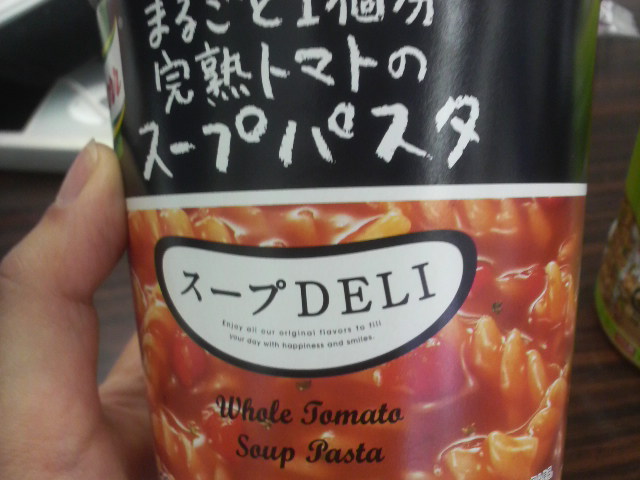 まるごと1個分
完熟トマトの
スープパスタ
スープDELI
Enjoy all our original flavors to fill
your day with happiness and smiles.
Whole Tomato
Soup Pasta